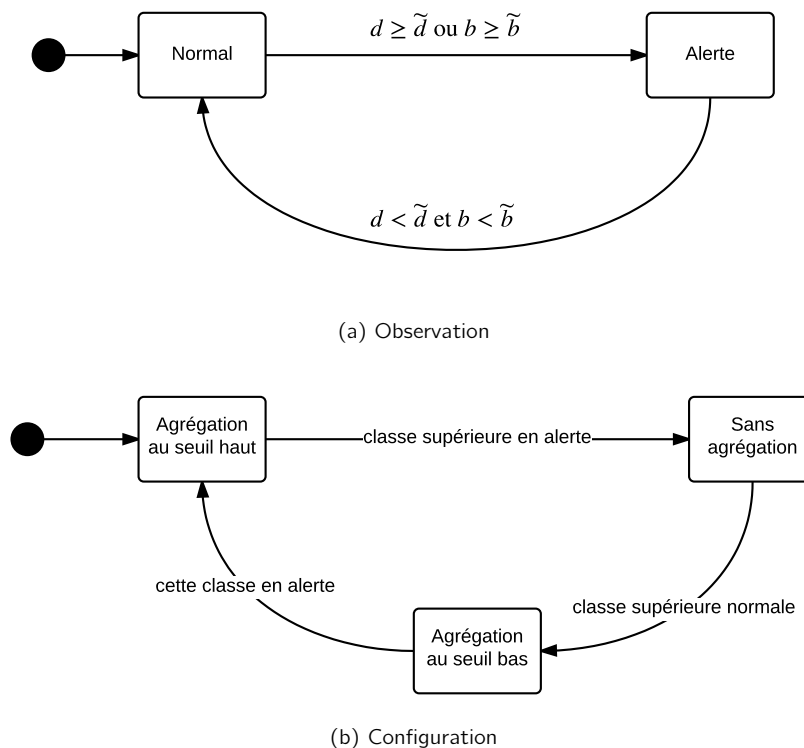 d ≥ d̃ ou b ≥ b̃
Normal
Alerte
d < d̃ et b < b̃
(a) Observation
Agrégation
au seuil haut
classe supérieure en alerte
Sans
agrégation
cette classe en alerte
classe supérieure normale
Agrégation
au seuil bas
(b) Configuration